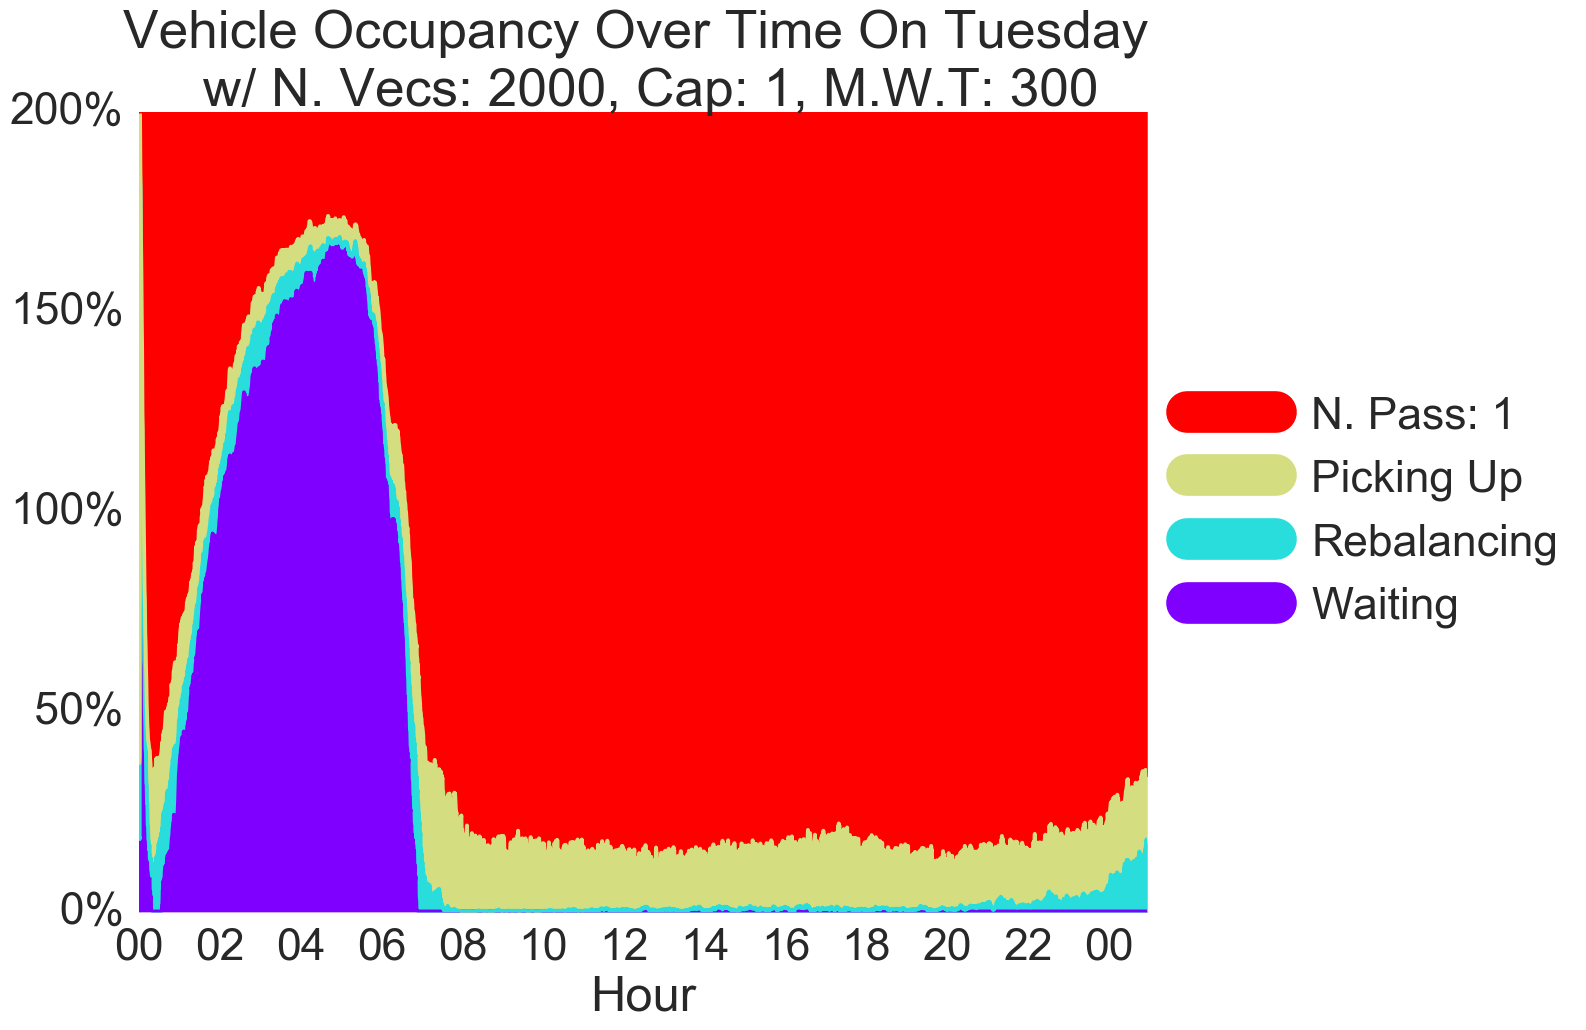 Vehicle Occupancy Over Time On Tuesday
w/ N. Vecs: 2000, Cap: 1, M.W.T: 300
200%
150%
100%
50%
0%
00 02 04 06 08 10 12 14 16 18 20 22 00
Hour
N. Pass: 1
Picking Up
Rebalancing
Waiting